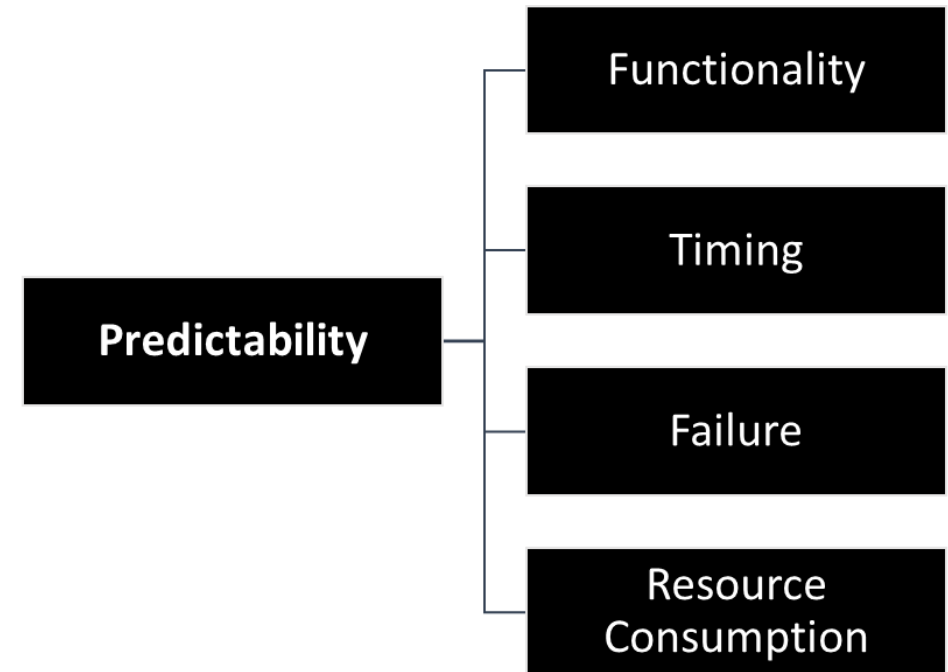 Functionality
Timing
Predictability
Failure
Resource
Consumption